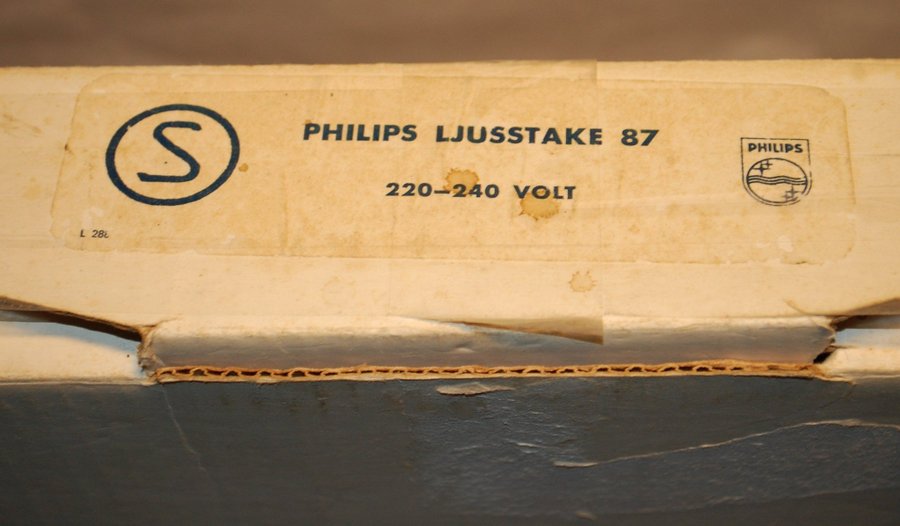 S
PHILIPS LJUSSTAKE 87
220-240 VOLT
PHILIPS